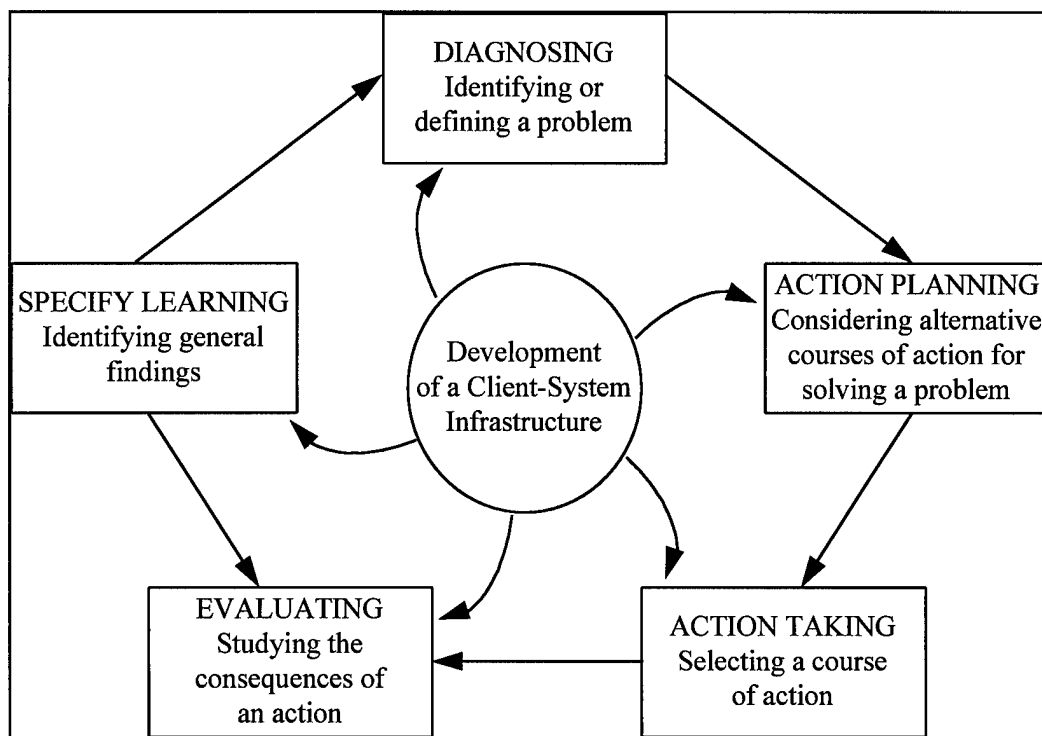 DIAGNOSING
Identifying or
defining a problem
SPECIFY LEARNING
Identifying general
findings
Development
of a Client-System
Infrastructure
ACTION PLANNING
Considering alternative
courses of action for
solving a problem
EVALUATING
Studying the
consequences of
an action
ACTION TAKING
Selecting a course
of action